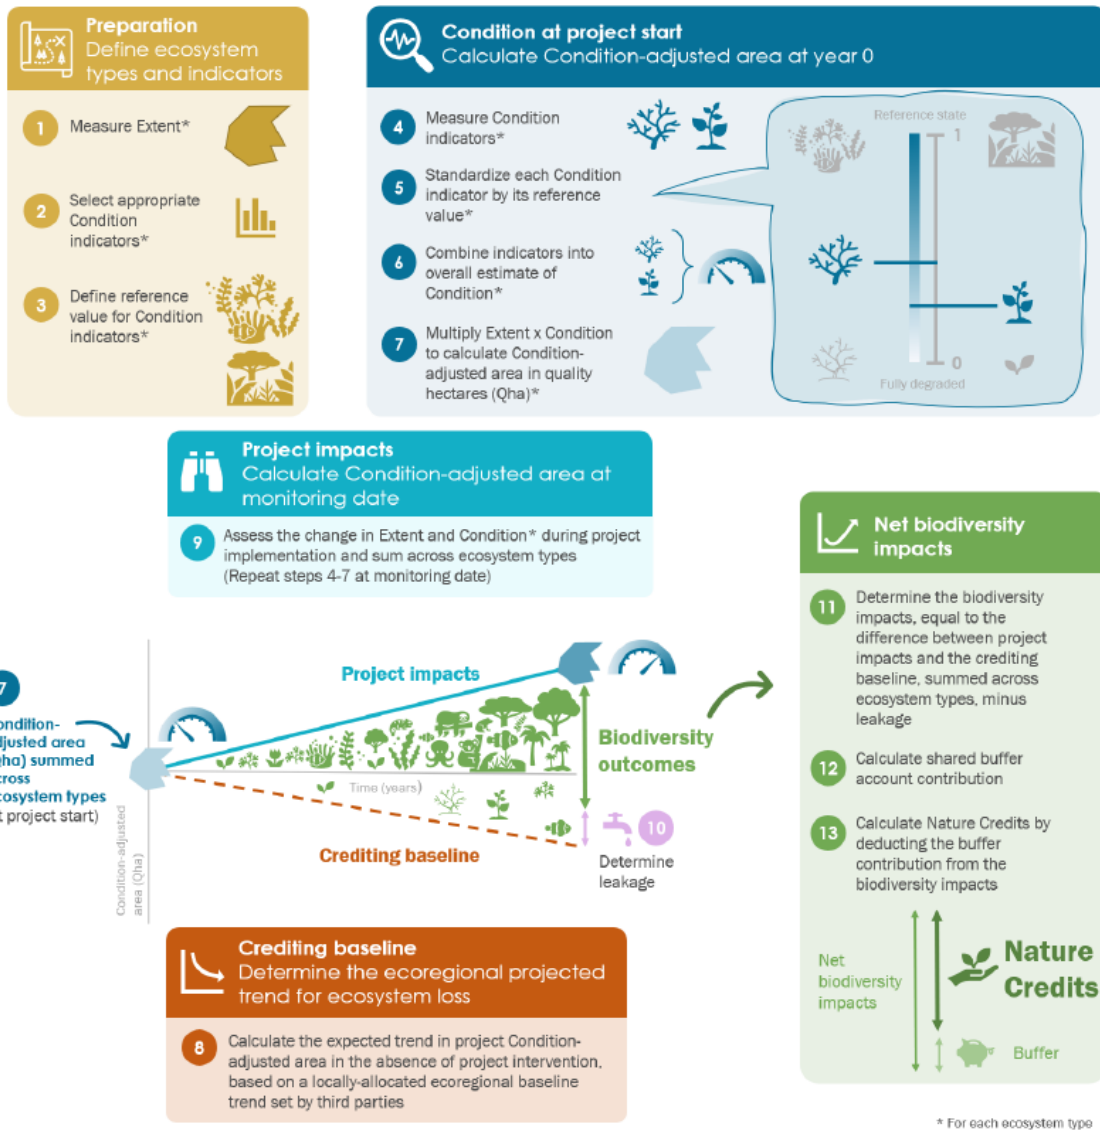 Preparation
Define ecosystem
types and indicators
1
Measure Extent*
2
Select appropriate
Condition
indicators*
3
Define reference
value for Condition
indicators*
Condition at project start
Calculate Condition-adjusted area at year 0
4
Measure Condition
indicators*
5
Standardize each Condition
indicator by its reference
value*
6
Combine indicators into
overall estimate of
Condition*
7
Multiply Extent x Condition
to calculate Condition-
adjusted area in quality
hectares (Qha)*
Reference state
1
0
Fully degraded
Project impacts
Calculate Condition-adjusted area at
monitoring date
9
Assess the change in Extent and Condition* during project
implementation and sum across ecosystem types
(Repeat steps 4-7 at monitoring date)
7
ondition-
djusted area
ha) summed
cross
cosystem types
t project start)
Condition-adjusted
area (Qha)
Project impacts
Time (years)
Crediting baseline
Biodiversity
outcomes
10
Determine
leakage
Crediting baseline
Determine the ecoregional projected
trend for ecosystem loss
8
Calculate the expected trend in project Condition-
adjusted area in the absence of project intervention,
based on a locally-allocated ecoregional baseline
trend set by third parties
Net biodiversity
impacts
11
Determine the biodiversity
impacts, equal to the
difference between project
impacts and the crediting
baseline, summed across
ecosystem types, minus
leakage
12
Calculate shared buffer
account contribution
13
Calculate Nature Credits by
deducting the buffer
contribution from the
biodiversity impacts
Net
biodiversity
impacts
Nature
Credits
Buffer
* For each ecosystem type